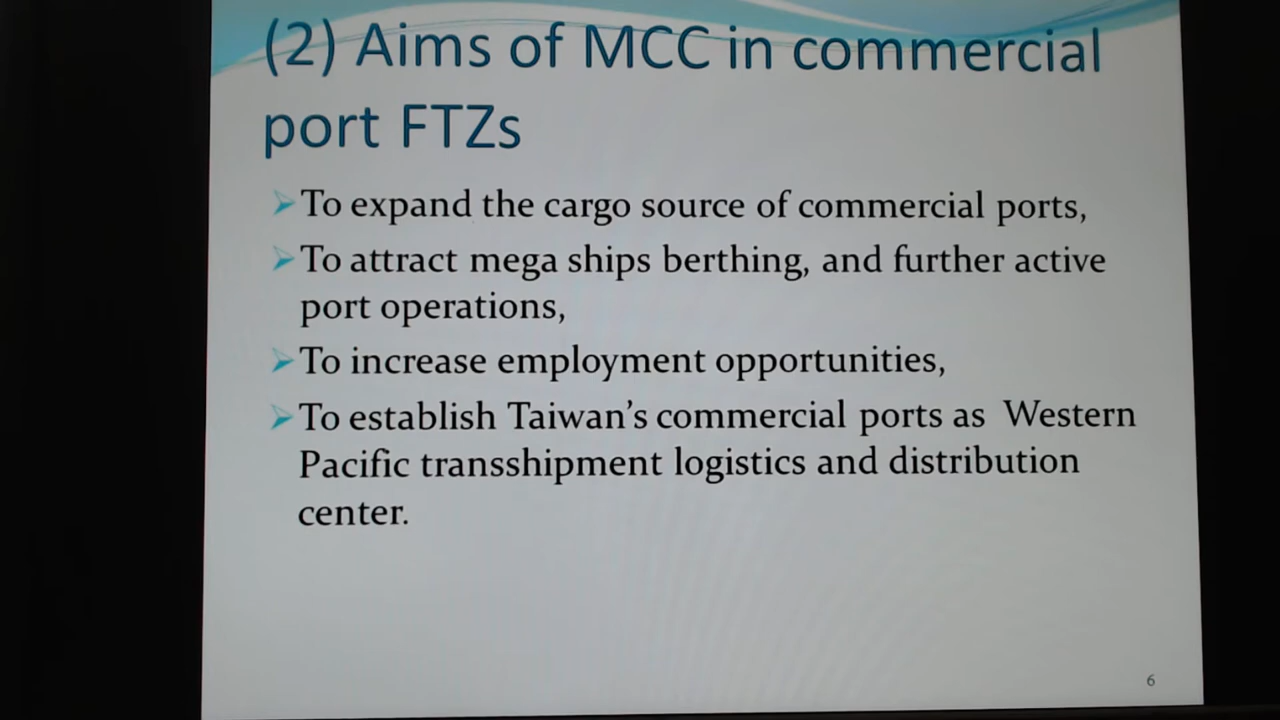 (2) Aims of MCC in commercial
port FTZs
To expand the cargo source of commercial ports,
To attract mega ships berthing, and further active
port operations,
To increase employment opportunities,
To establish Taiwan’s commercial ports as Western
Pacific transshipment logistics and distribution
center.
6